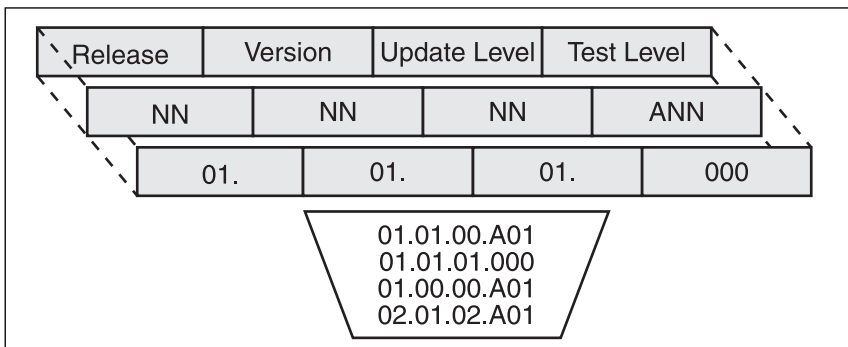 Release Version Update Level Test Level
NN NN NN ANN
01. 01. 01. 000
01.01.00.A01
01.01.01.000
01.00.00.A01
02.01.02.A01